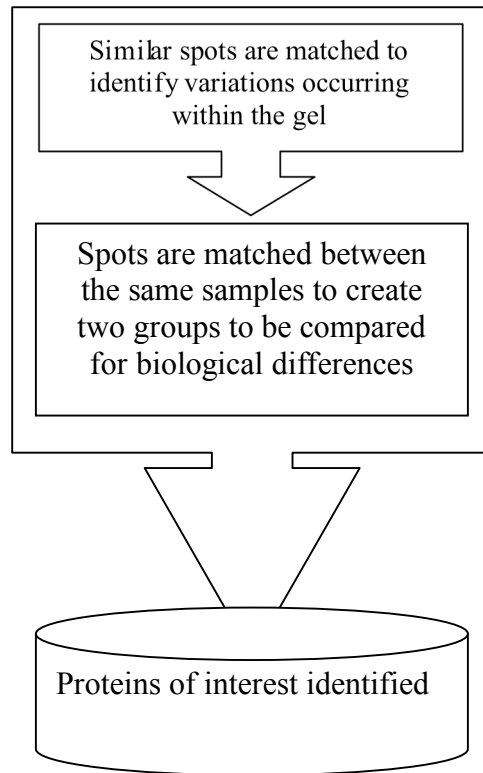 Similar spots are matched to
identify variations occurring
within the gel
Spots are matched between
the same samples to create
two groups to be compared
for biological differences
Proteins of interest identified